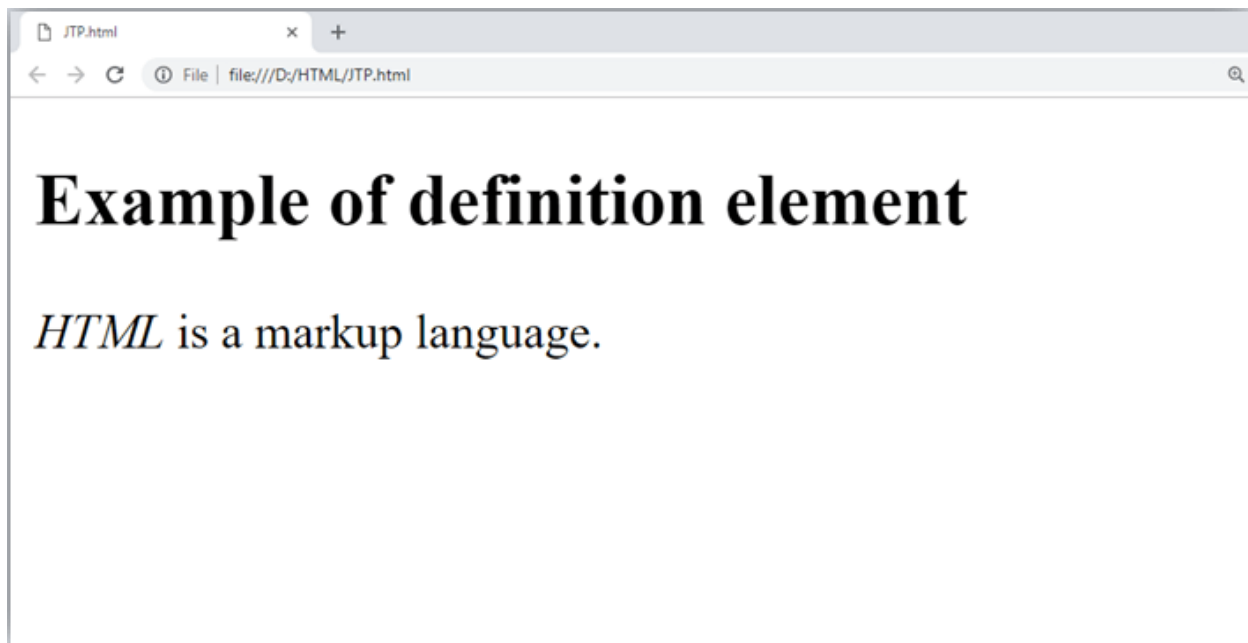 JTP.html
File file:///D:/HTML/JTP.html
Example of definition element
HTML is a markup language.